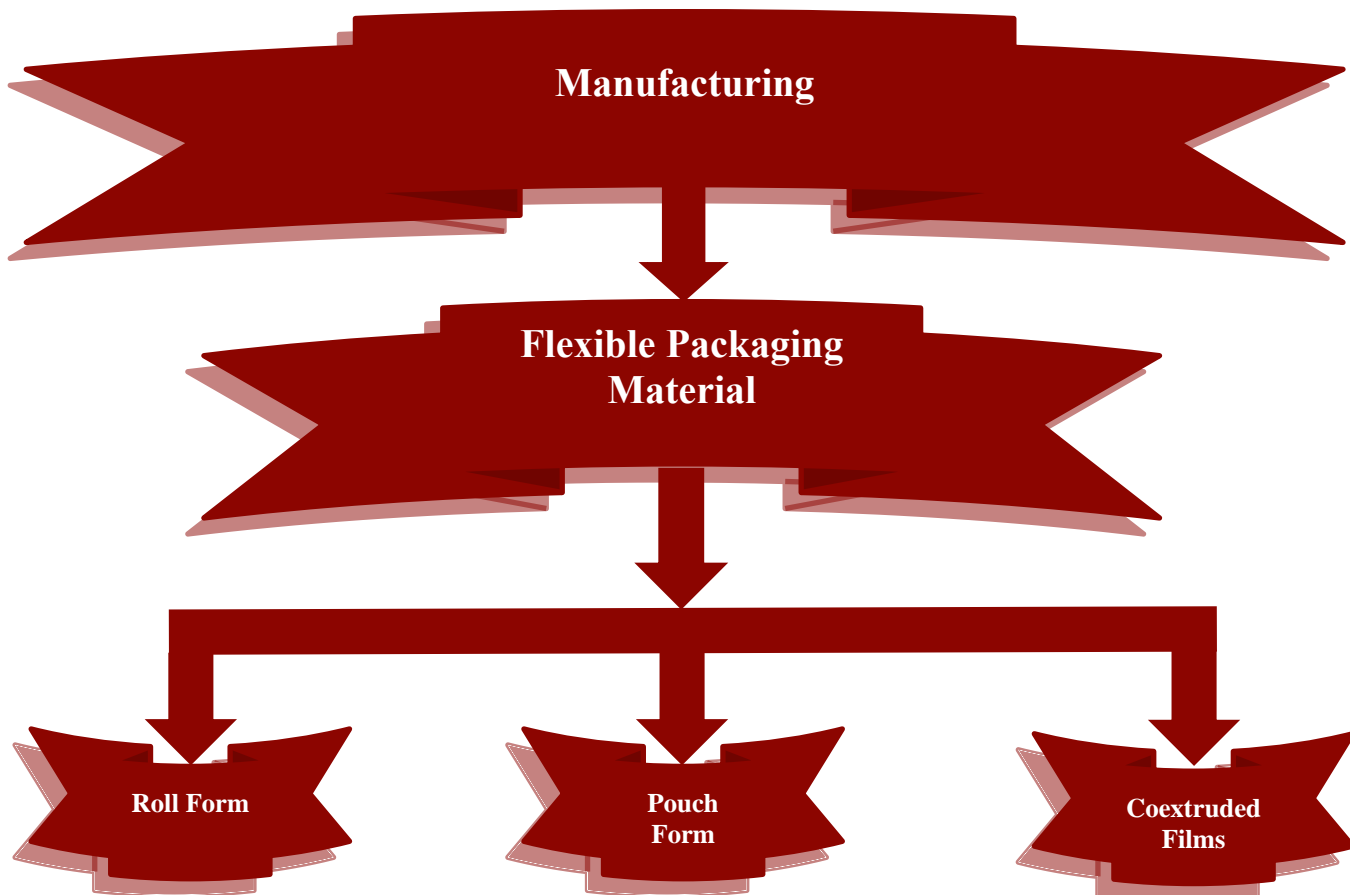 Manufacturing
Flexible Packaging
Material
Roll Form
Pouch
Form
Coextruded
Films